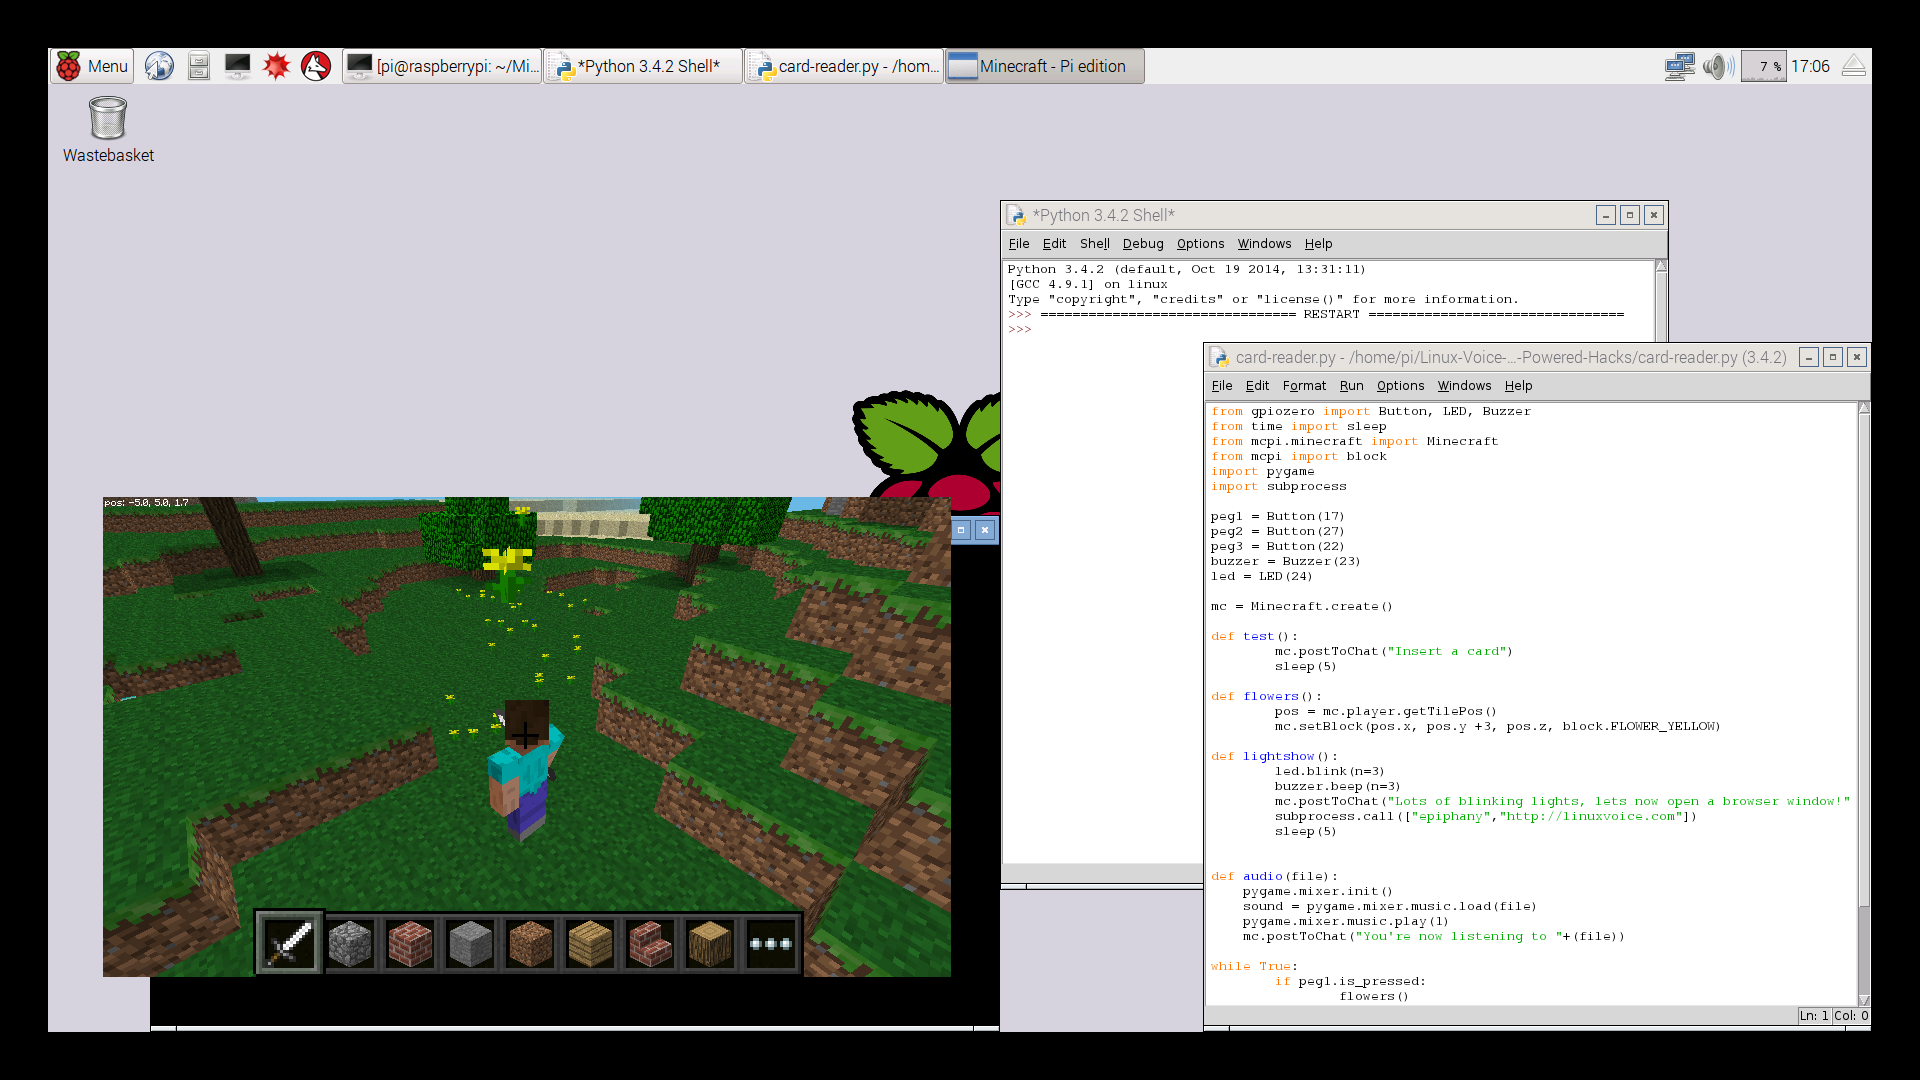 Menu
[pi@raspberrypi: ~/Mi...
*Python 3.4.2 Shell*
card-reader.py - /hom...
Minecraft - Pi edition
7 %
17:06
Wastebasket
*Python 3.4.2 Shell*
File Edit Shell Debug Options Windows Help
Python 3.4.2 (default, Oct 19 2014, 13:31:11)
[GCC 4.9.1] on linux
Type "copyright", "credits" or "license()" for more information.
>>> ================================ RESTART ================================
>>>
card-reader.py - /home/pi/Linux-Voice-...-Powered-Hacks/card-reader.py (3.4.2)
File Edit Format Run Options Windows Help
from gpiozero import Button, LED, Buzzer
from time import sleep
from mcpi.minecraft import Minecraft
from mcpi import block
import pygame
import subprocess
peg1 = Button(17)
peg2 = Button(27)
peg3 = Button(22)
buzzer = Buzzer(23)
led = LED(24)
mc = Minecraft.create()
def test():
mc.postToChat("Insert a card")
sleep(5)
def flowers():
pos = mc.player.getTilePos()
mc.setBlock(pos.x, pos.y +3, pos.z, block.FLOWER_YELLOW)
def lightshow():
led.blink(n=3)
buzzer.beep(n=3)
mc.postToChat("Lots of blinking lights, lets now open a browser window!"
subprocess.call(["epiphany","http://linuxvoice.com"])
sleep(5)
def audio(file):
pygame.mixer.init()
sound = pygame.mixer.music.load(file)
pygame.mixer.music.play(1)
mc.postToChat("You're now listening to "+(file))
while True:
if peg1.is_pressed:
flowers()
Ln: 1 Col: 0
pos: -5.0, 5.0, 1.7